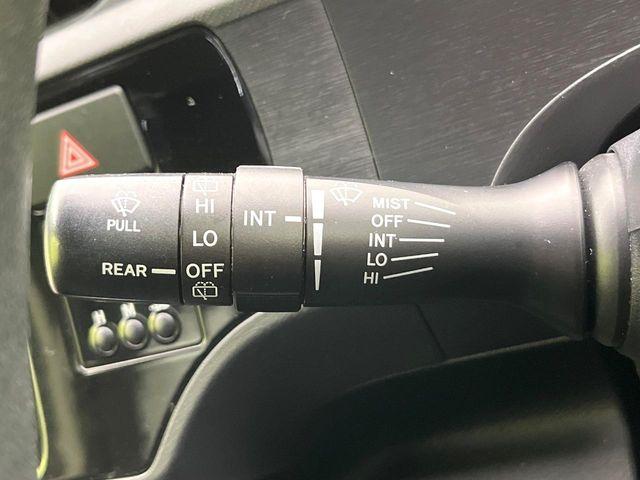 PULL
REAR
HI
LO
OFF
INT
MIST
OFF
INT
LO
HI